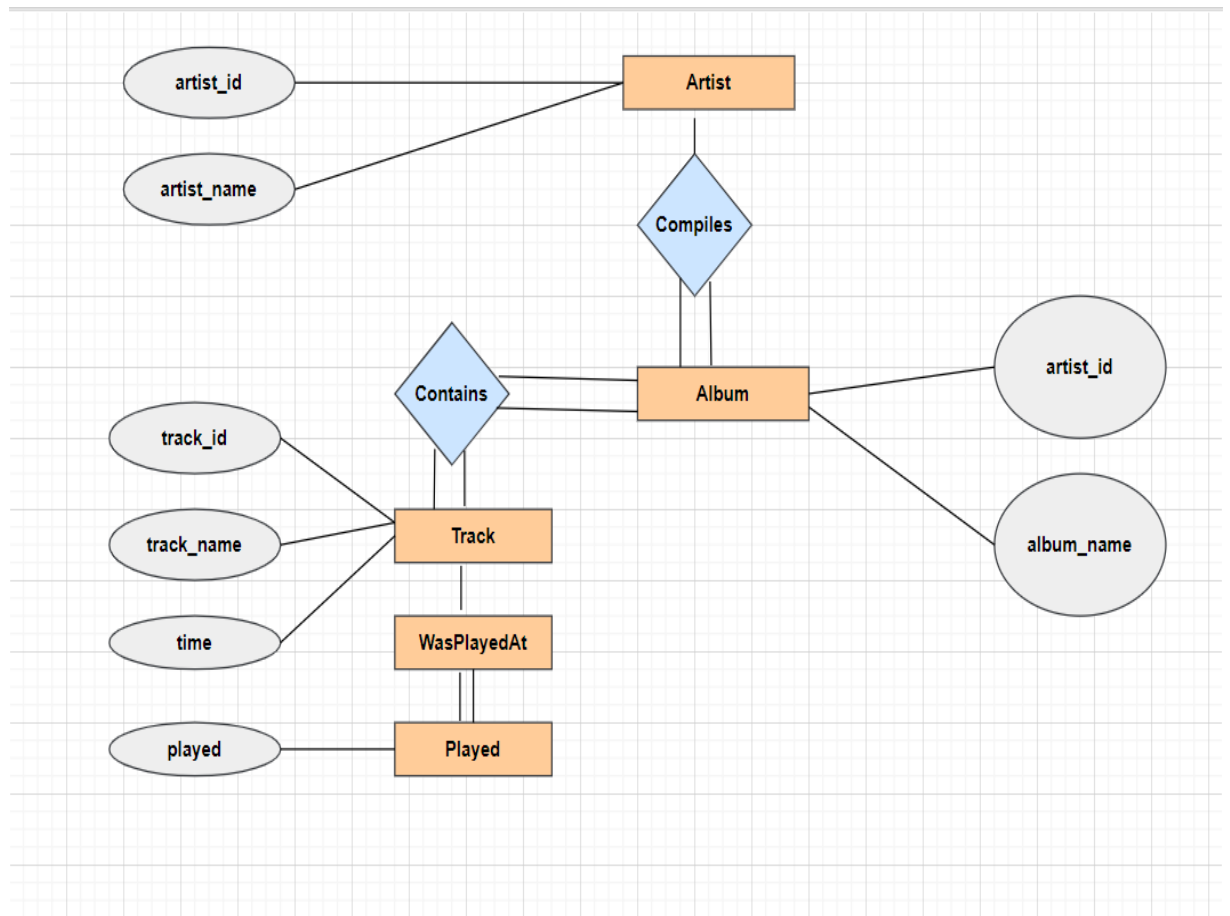 artist_id
Artist
artist_name
Compiles
artist_id
Contains
Album
track_id
Track
track_name
album_name
time
WasPlayedAt
played
Played